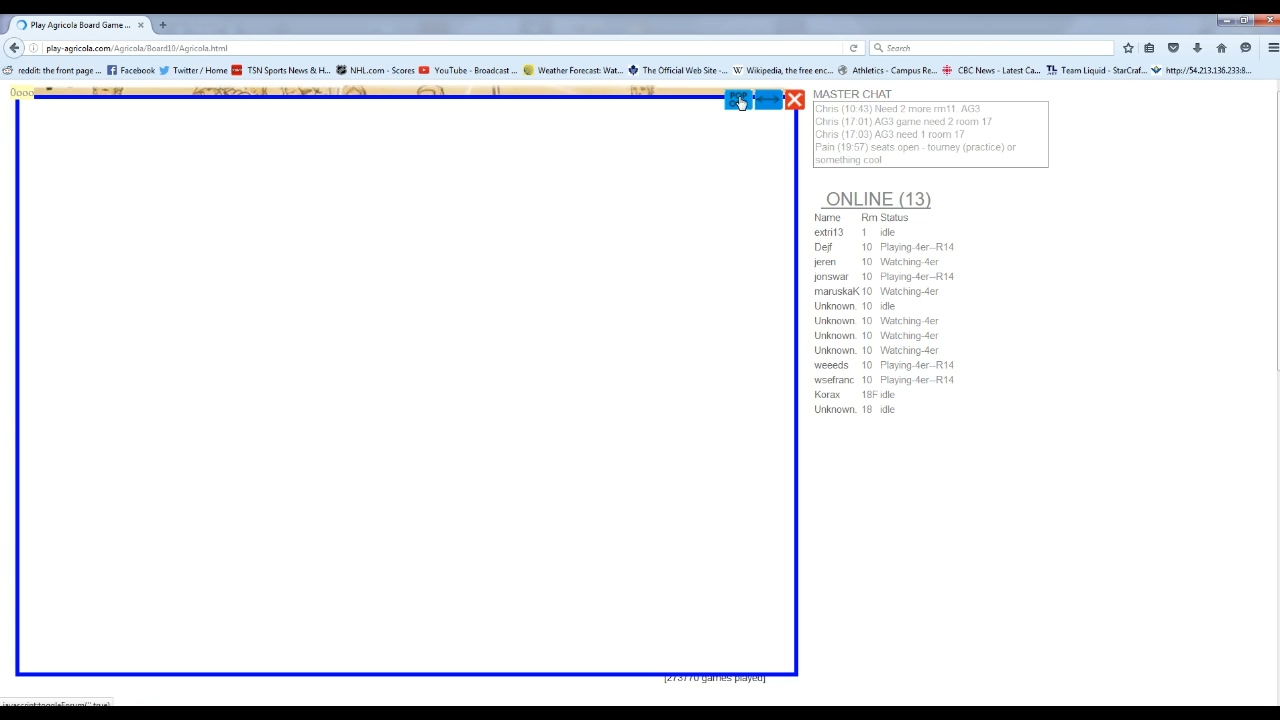 Play Agricola Board Game ...
play-agricola.com/Agricola/Board10/Agricola.html
Search
reddit: the front page ...
Facebook
Twitter / Home
TSN Sports News & H...
NHL.com - Scores
YouTube - Broadcast ...
Weather Forecast: Wat...
The Official Web Site -...
Wikipedia, the free enc...
Athletics - Campus Re...
CBC News - Latest Ca...
Team Liquid - StarCraf...
http://54.213.136.233:8...
MASTER CHAT
Chris (10:43) Need 2 more rm11 AG3
Chris (17:01) AG3 game need 2 room 17
Chris (17:03) AG3 need 1 room 17
Pain (19:57) seats open - tourney (practice) or
something cool
ONLINE (13)
Name Rm Status
extri13 1 idle
Dejf 10 Playing-4er--R14
jeren 10 Watching-4er
jonswar 10 Playing-4er--R14
maruskaK 10 Watching-4er
Unknown. 10 idle
Unknown. 10 Watching-4er
Unknown. 10 Watching-4er
Unknown. 10 Watching-4er
weeeds 10 Playing-4er--R14
wsefranc 10 Playing-4er--R14
Korax 18F idle
Unknown. 18 idle
[273770 games played]